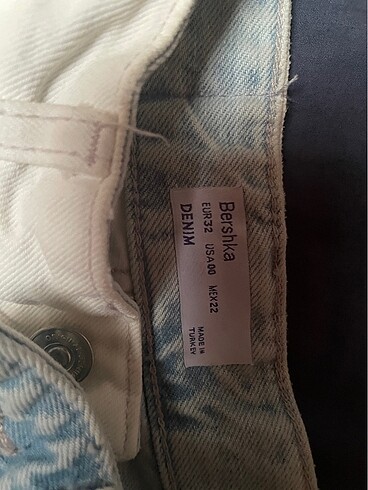 Bershka
EUR32 USA00 MEX22
DENIM
MADE IN
TURKEY